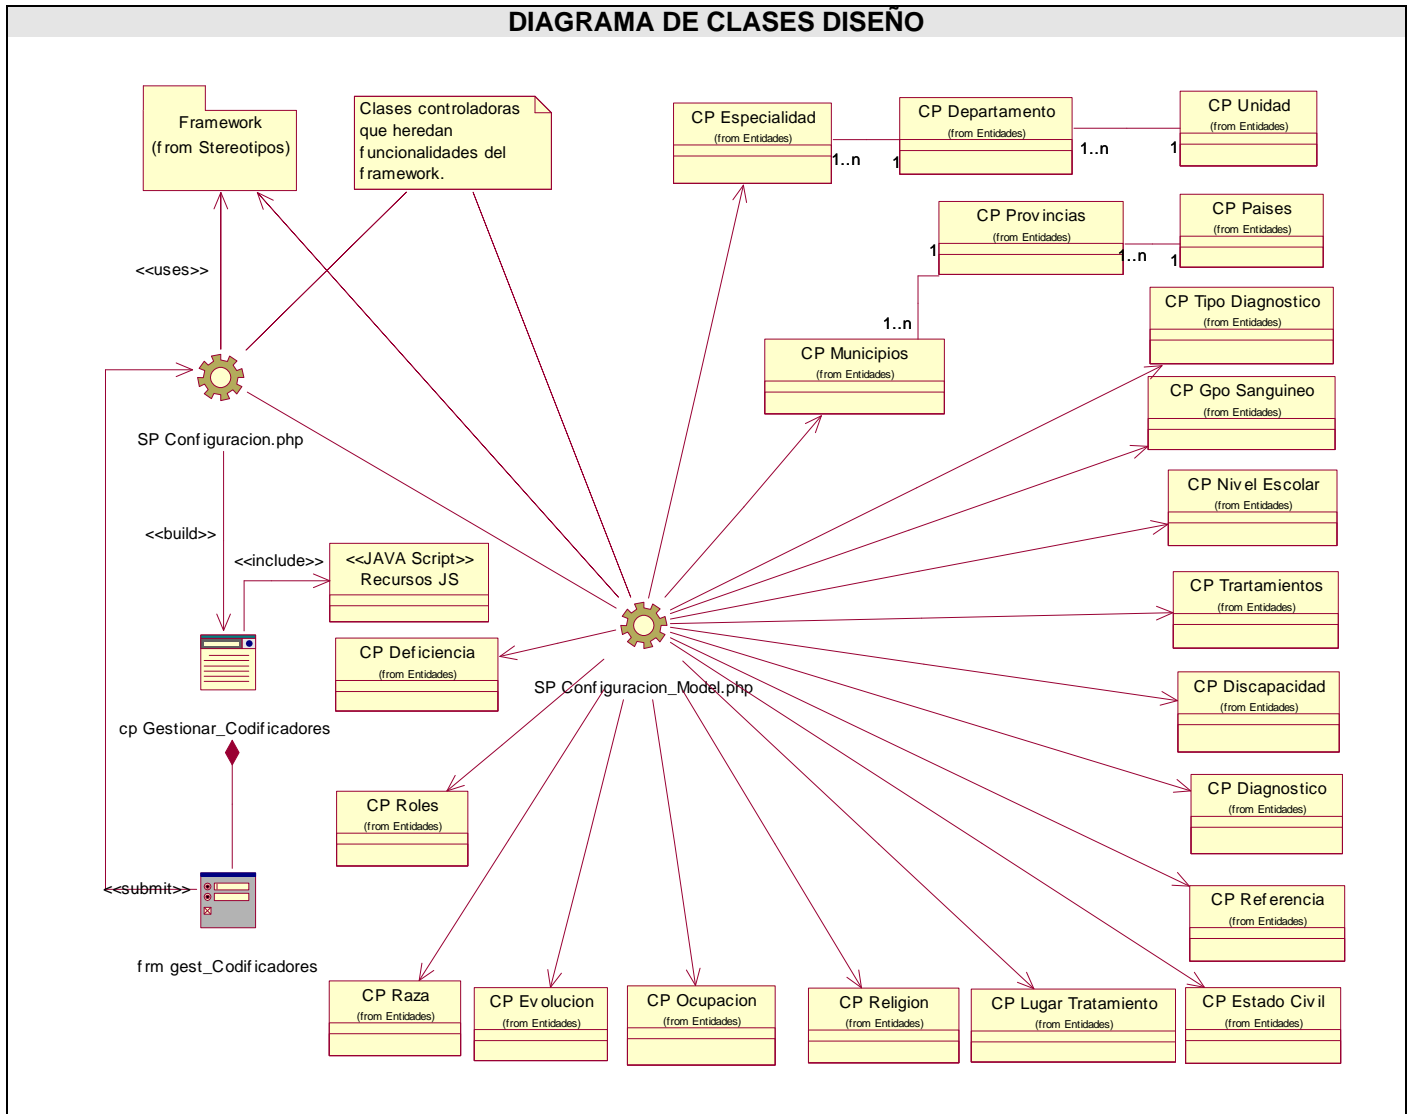 DIAGRAMA DE CLASES DISEÑO
Framework
(from Stereotipos)
Clases controladoras
que heredan
funcionalidades del
framework.
CP Especialidad
(from Entidades)
1..n
1
CP Departamento
(from Entidades)
1..n
1
CP Unidad
(from Entidades)
CP Provincias
(from Entidades)
1
1..n
1
CP Paises
(from Entidades)
1..n
CP Municipios
(from Entidades)
<<uses>>
SP Configuracion.php
<<build>>
<<include>>
<<JAVA Script>>
Recursos JS
cp Gestionar_Codificadores
<<submit>>
frm gest_Codificadores
SP Configuracion_Model.php
CP Tipo Diagnostico
(from Entidades)
CP Gpo Sanguineo
(from Entidades)
CP Nivel Escolar
(from Entidades)
CP Trartamientos
(from Entidades)
CP Discapacidad
(from Entidades)
CP Diagnostico
(from Entidades)
CP Referencia
(from Entidades)
CP Deficiencia
(from Entidades)
CP Roles
(from Entidades)
CP Raza
(from Entidades)
CP Evolucion
(from Entidades)
CP Ocupacion
(from Entidades)
CP Religion
(from Entidades)
CP Lugar Tratamiento
(from Entidades)
CP Estado Civil
(from Entidades)